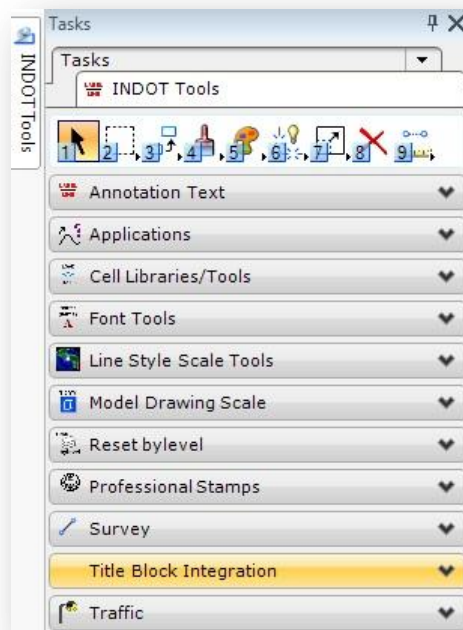 Tasks
INDOT Tools
Tasks
INDOT Tools
1 2 3 4 5 6 7 8 9
Annotation Text
Applications
Cell Libraries/Tools
Font Tools
Line Style Scale Tools
Model Drawing Scale
Reset bylevel
Professional Stamps
Survey
Title Block Integration
Traffic